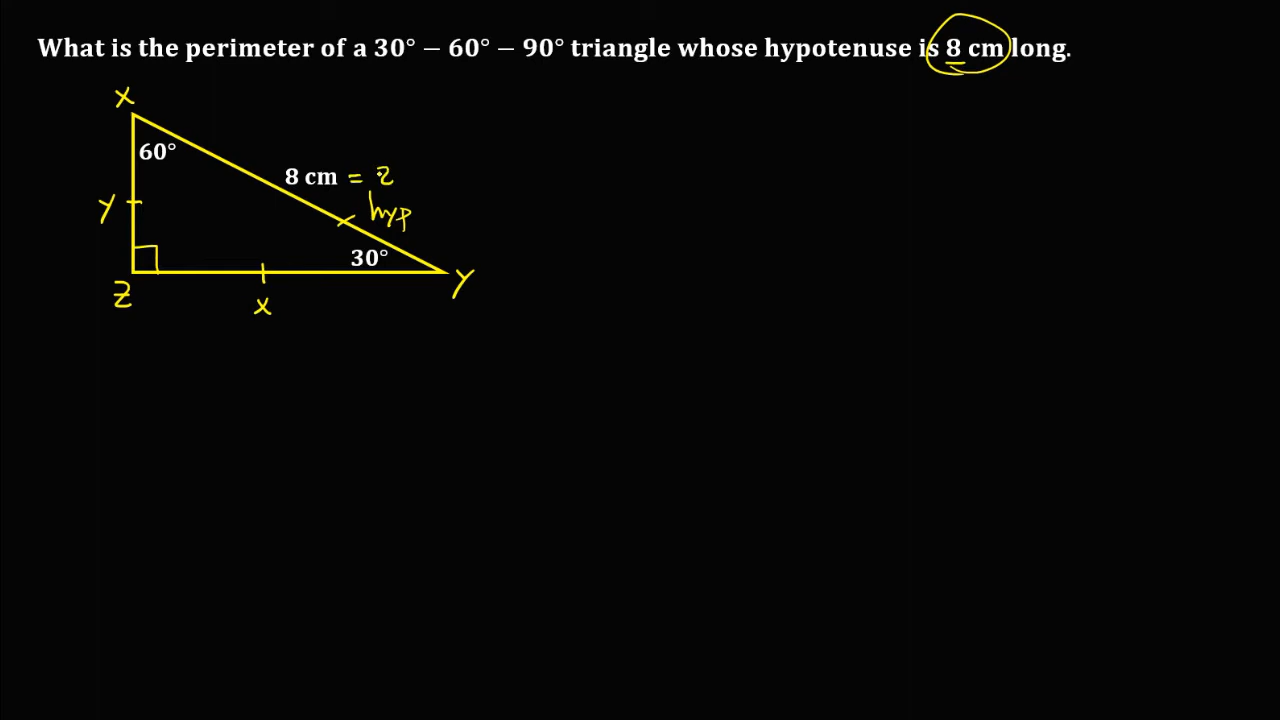 What is the perimeter of a 30° − 60° − 90° triangle whose hypotenuse is 8 cm long.
X
60°
8 cm = z
y
hyp
30°
Z
Y
x